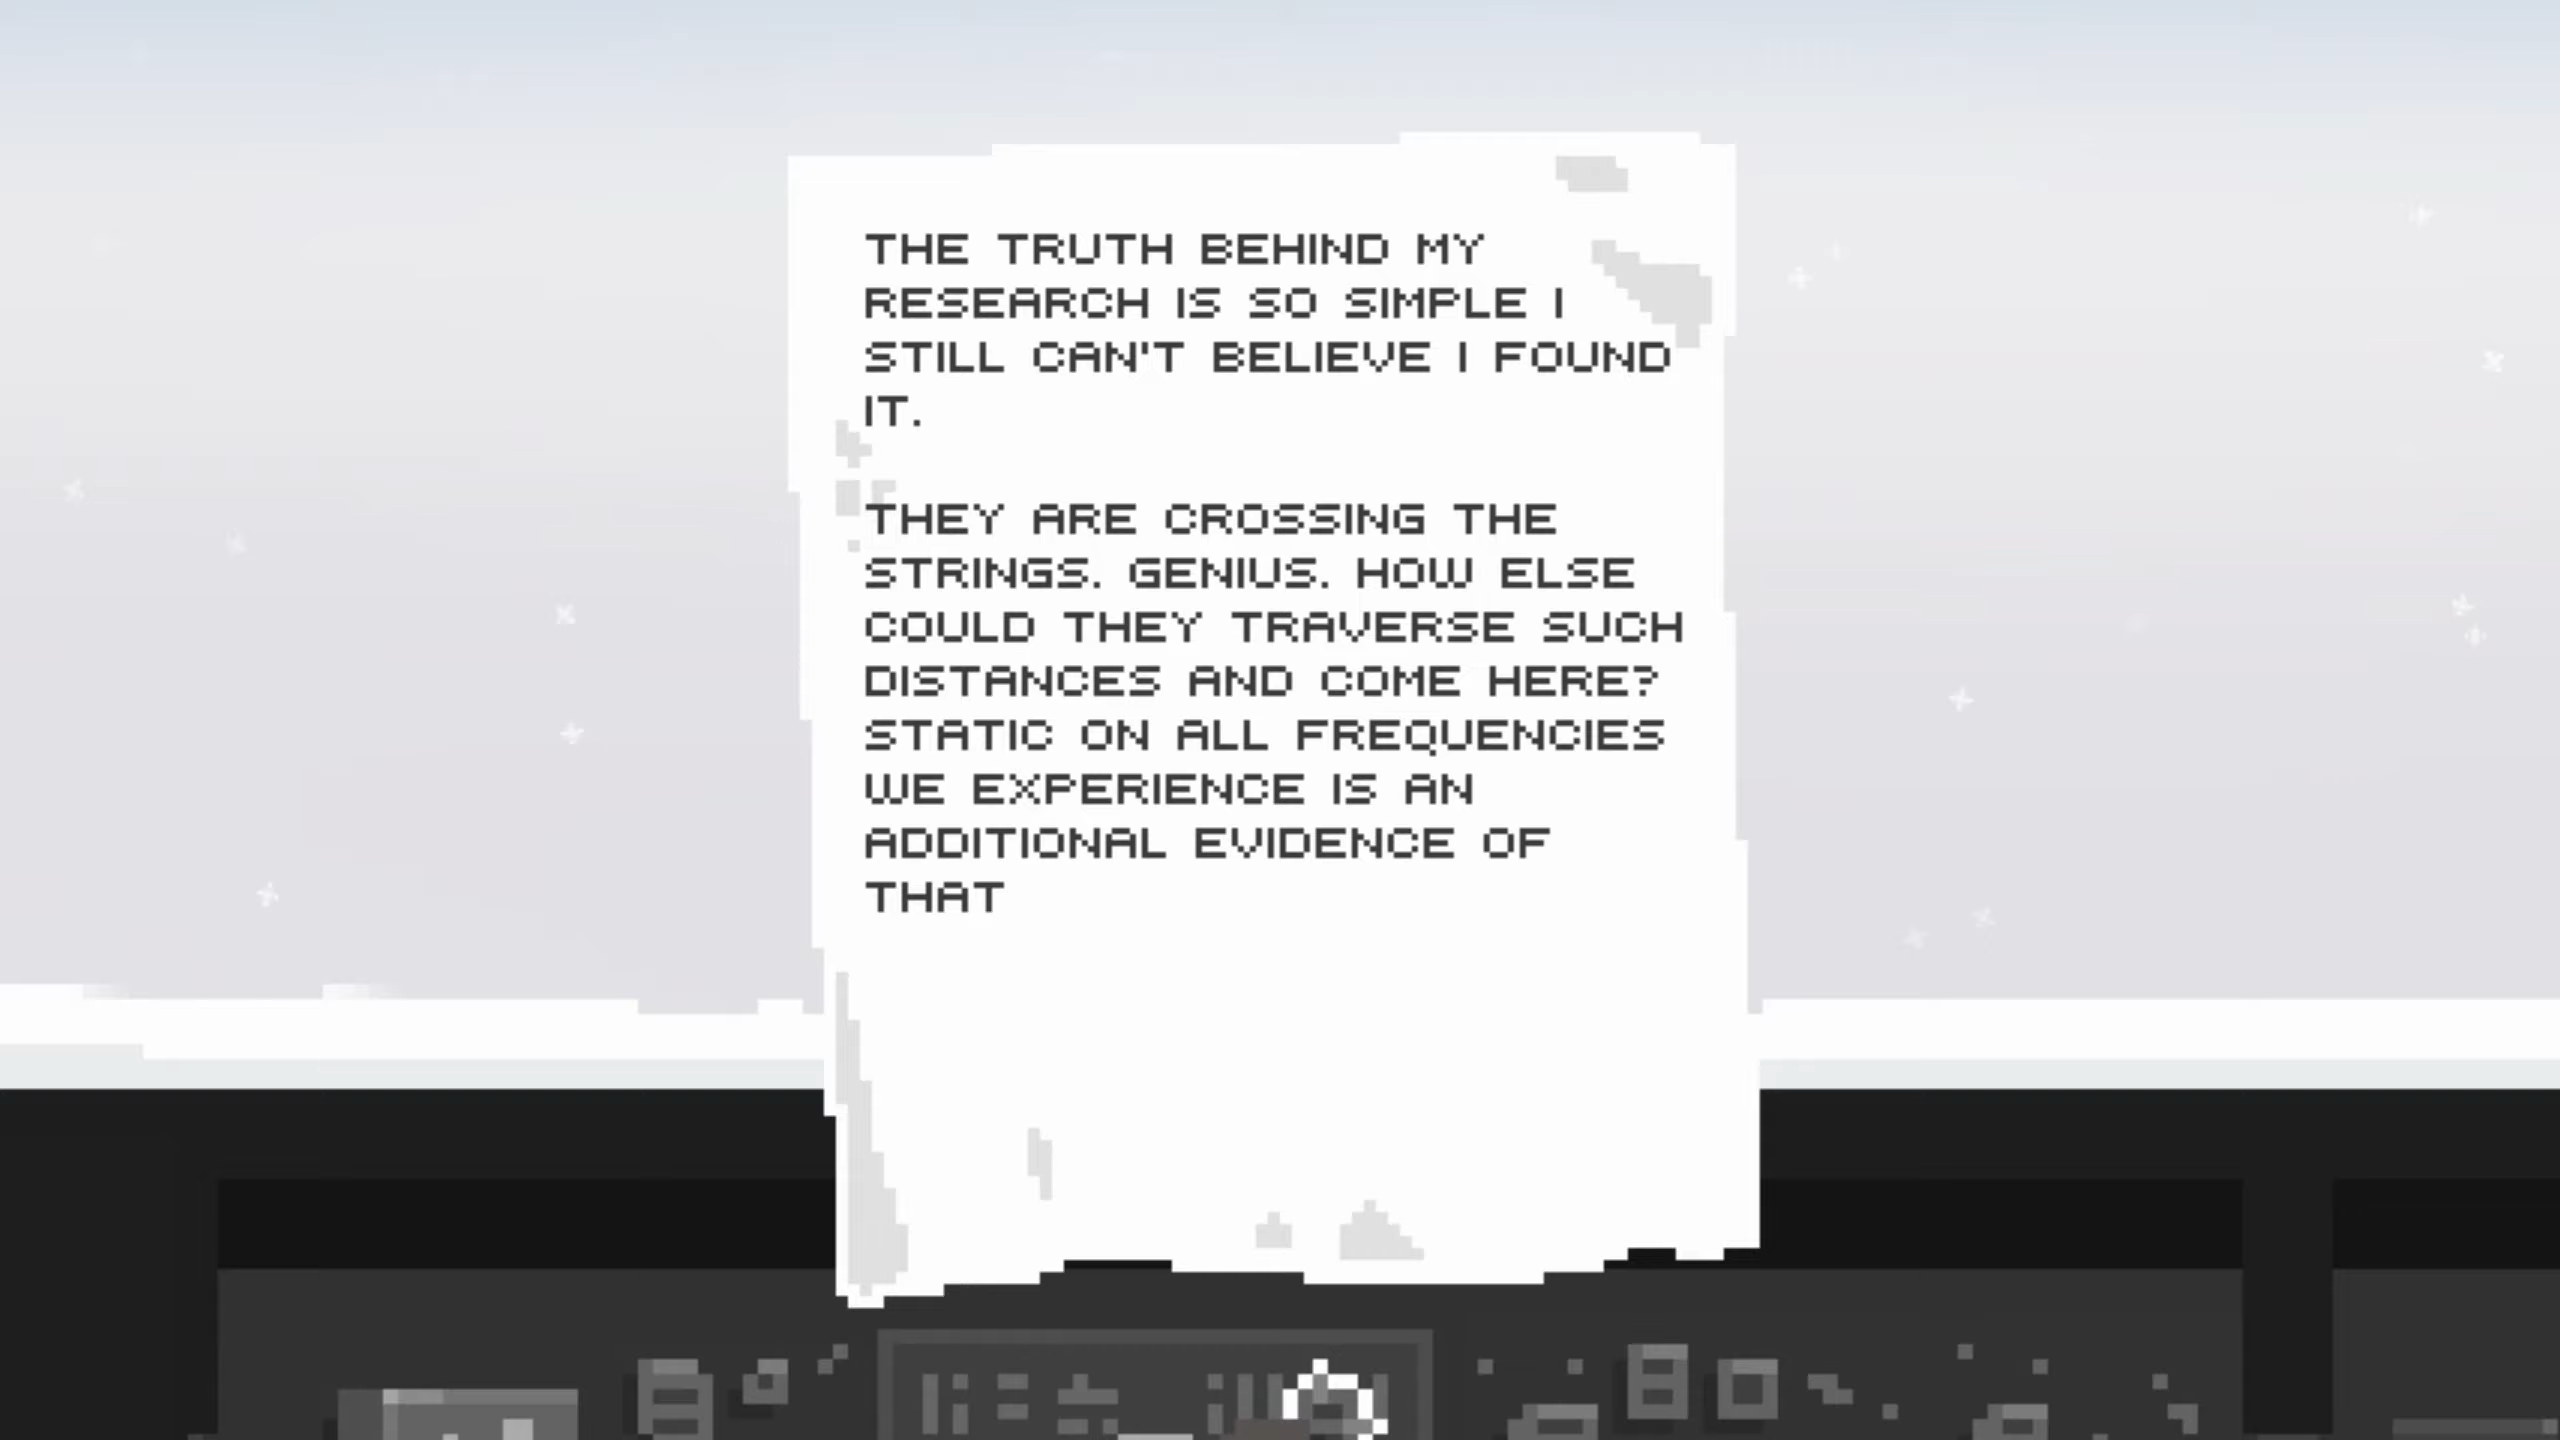 THE TRUTH BEHIND MY
RESEARCH IS SO SIMPLE I
STILL CAN'T BELIEVE I FOUND
IT.
THEY ARE CROSSING THE
STRINGS. GENIUS. HOW ELSE
COULD THEY TRAVERSE SUCH
DISTANCES AND COME HERE?
STATIC ON ALL FREQUENCIES
WE EXPERIENCE IS AN
ADDITIONAL EVIDENCE OF
THAT